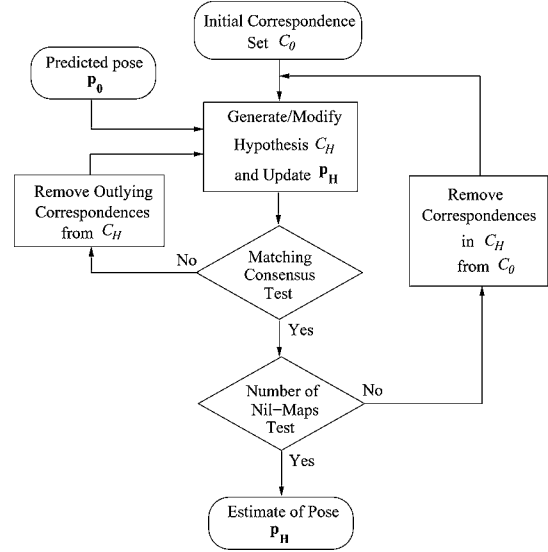 Initial Correspondence
Set C0
Predicted pose
p0
Generate/Modify
Hypothesis CH
and Update pH
Remove Outlying
Correspondences
from CH
Remove
Correspondences
in CH
from C0
No
Matching
Consensus
Test
Yes
Number of
Nil-Maps
Test
No
Yes
Estimate of Pose
pH